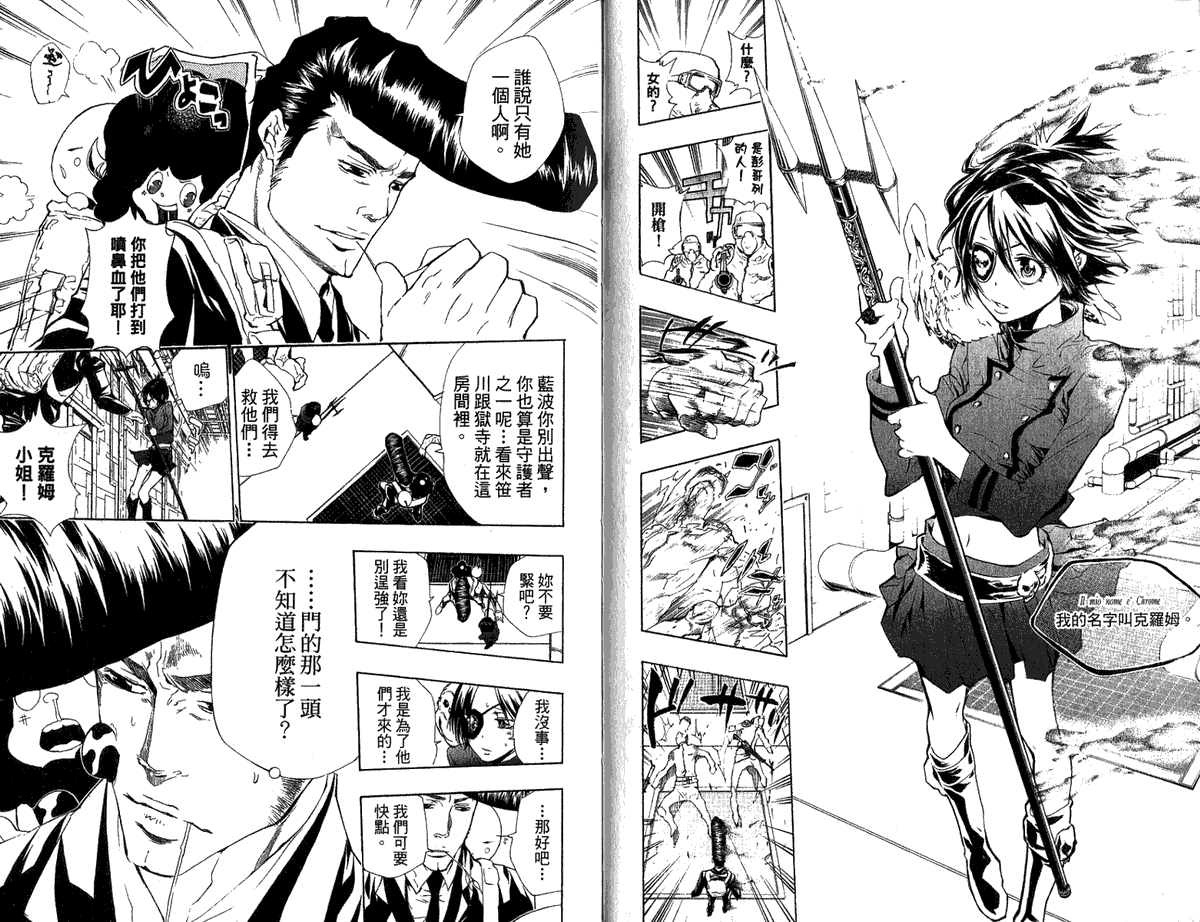 Il mio nome e' Chrome
我的名字叫克羅姆。
什麼?
女的?
是彭哥列
的人!
開槍!
ドサ
誰說只有她
一個人啊。
ひょこっ
你把他們打到
噴鼻血了耶!
藍波你別出聲,
你也算是守護者
之一呢…看來笹
川跟獄寺就在這
房間裡。
我們得去
救他們…
嗚…
克羅姆
小姐!
妳不要
緊吧?
我看妳還是
別逞強了!
我沒事…
我是為了他
們才來的…
…那好吧…
我們可要
快點。
……門的那一頭
不知道怎麼樣了?